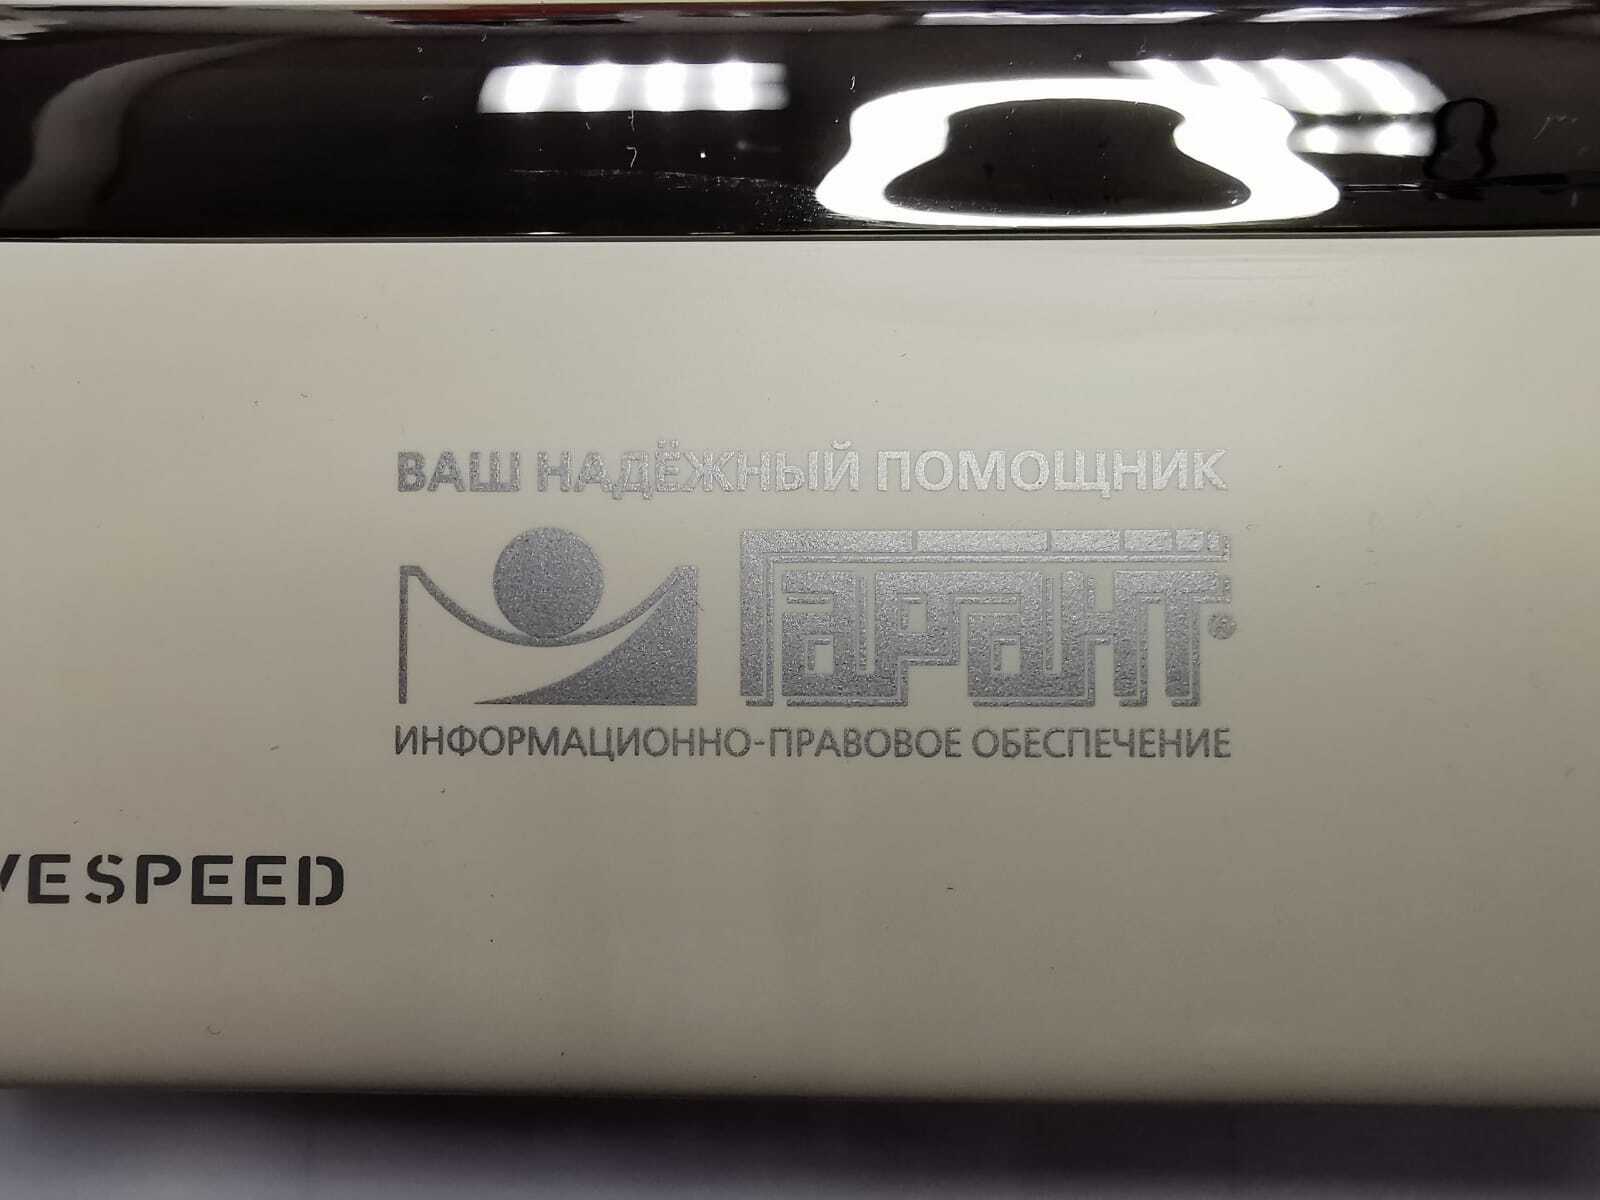 ВАШ НАДЁЖНЫЙ ПОМОЩНИК
Гарант®
ИНФОРМАЦИОННО-ПРАВОВОЕ ОБЕСПЕЧЕНИЕ
VESPEED